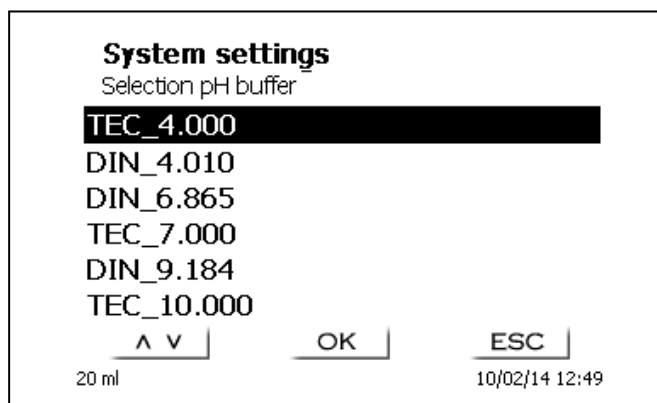 System settings
Selection pH buffer
TEC_4.000
DIN_4.010
DIN_6.865
TEC_7.000
DIN_9.184
TEC_10.000
∧ ∨ OK ESC
20 ml 10/02/14 12:49